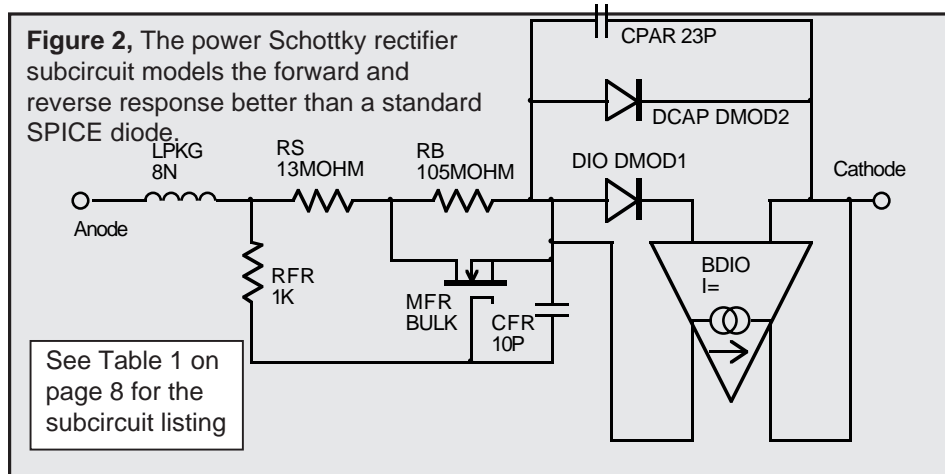 Figure 2, The power Schottky rectifier
subcircuit models the forward and
reverse response better than a standard
SPICE diode.
CPAR 23P
DCAP DMOD2
LPKG
8N
RS
13MOHM
RB
105MOHM
DIO DMOD1
Cathode
Anode
RFR
1K
MFR
BULK
CFR
10P
BDIO
I=
See Table 1 on
page 8 for the
subcircuit listing